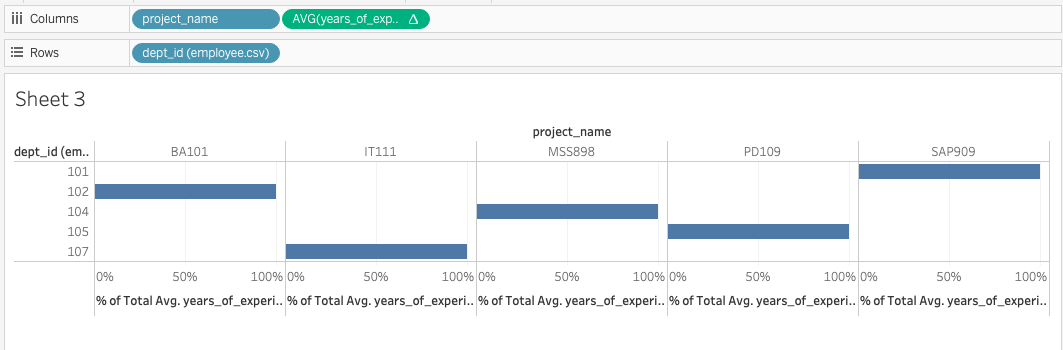 Columns project_name AVG(years_of_exp.. Δ
Rows dept_id (employee.csv)
Sheet 3
project_name
dept_id (em.. BA101 IT111 MSS898 PD109 SAP909
101
102
104
105
107
0% 50% 100% 0% 50% 100% 0% 50% 100% 0% 50% 100% 0% 50% 100%
% of Total Avg. years_of_experi.. % of Total Avg. years_of_experi.. % of Total Avg. years_of_experi.. % of Total Avg. years_of_experi.. % of Total Avg. years_of_experi..